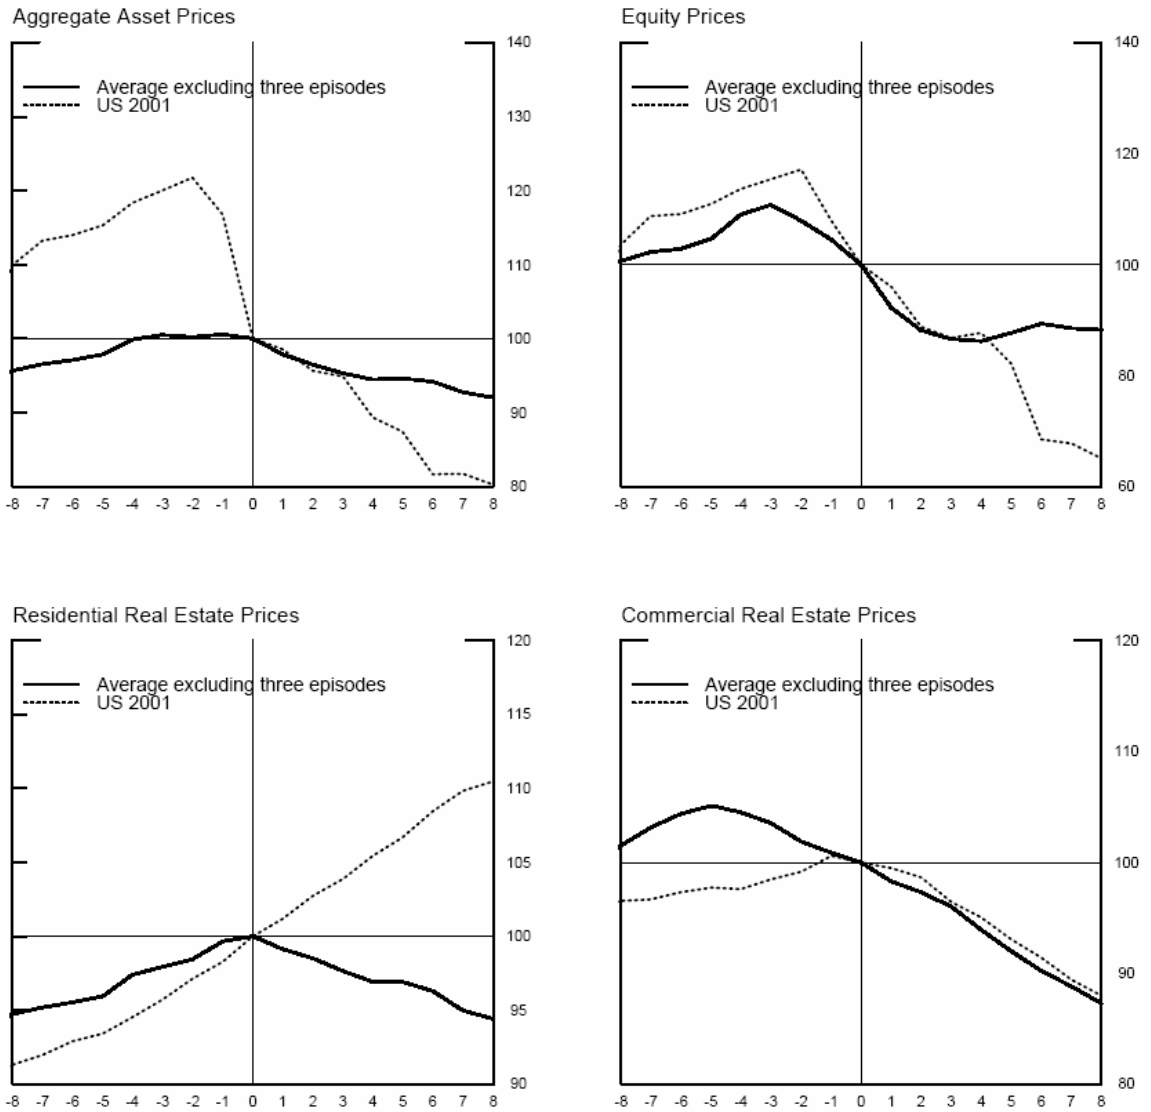 Aggregate Asset Prices
Average excluding three episodes
US 2001
140
130
120
110
100
90
80
-8 -7 -6 -5 -4 -3 -2 -1 0 1 2 3 4 5 6 7 8
Equity Prices
Average excluding three episodes
US 2001
140
120
100
80
60
-8 -7 -6 -5 -4 -3 -2 -1 0 1 2 3 4 5 6 7 8
Residential Real Estate Prices
Average excluding three episodes
US 2001
120
115
110
105
100
95
90
-8 -7 -6 -5 -4 -3 -2 -1 0 1 2 3 4 5 6 7 8
Commercial Real Estate Prices
Average excluding three episodes
US 2001
120
110
100
90
80
-8 -7 -6 -5 -4 -3 -2 -1 0 1 2 3 4 5 6 7 8